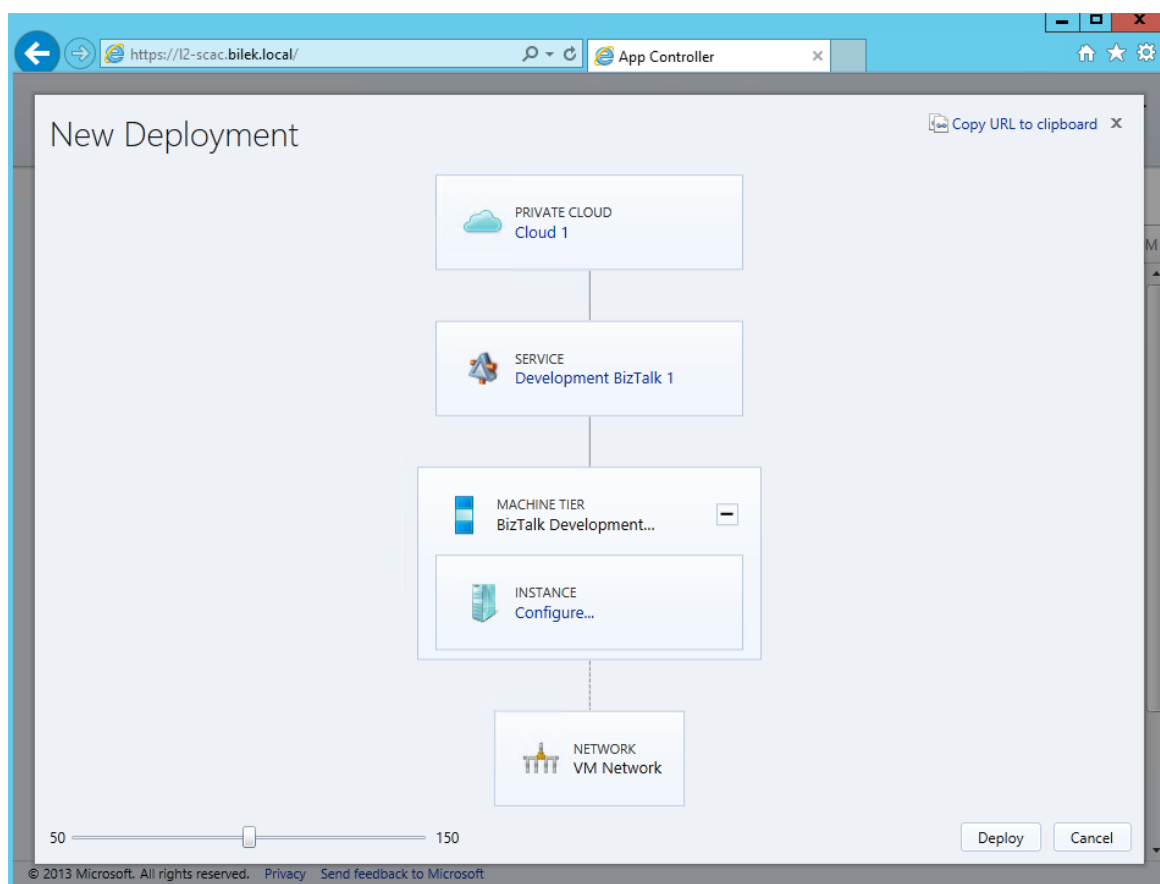 https://l2-scac.bilek.local/
App Controller
New Deployment
Copy URL to clipboard
PRIVATE CLOUD
Cloud 1
SERVICE
Development BizTalk 1
MACHINE TIER
BizTalk Development...
INSTANCE
Configure...
NETWORK
VM Network
50
150
Deploy
Cancel
M
© 2013 Microsoft. All rights reserved. Privacy Send feedback to Microsoft